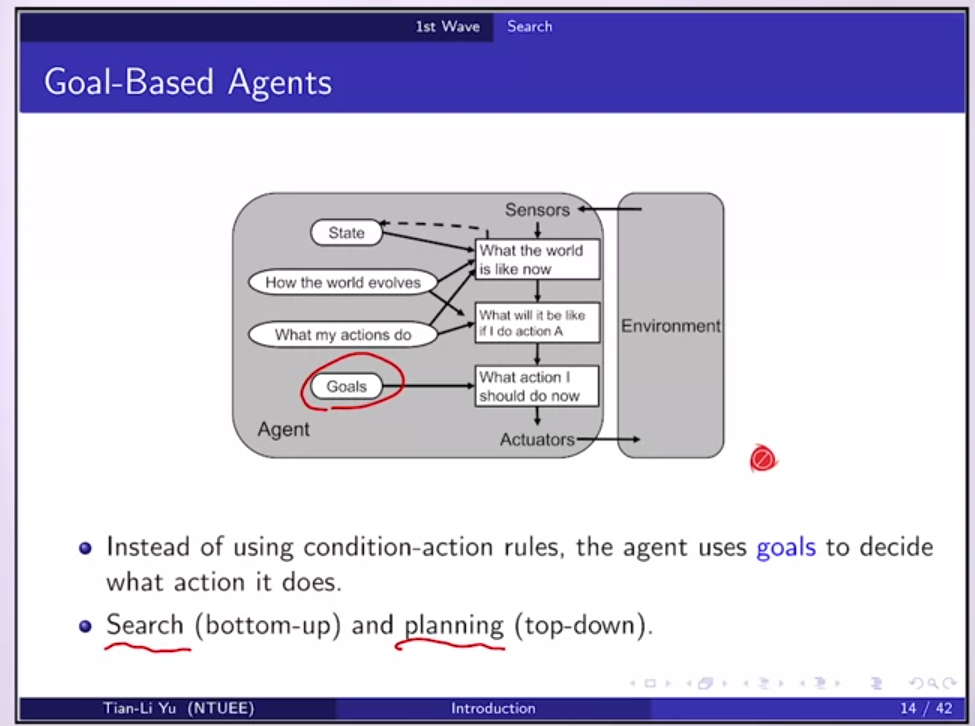 1st Wave Search
Goal-Based Agents
Sensors
State
What the world
is like now
How the world evolves
What will it be like
if I do action A
What my actions do
Environment
What action I
should do now
Goals
Agent
Actuators
Instead of using condition-action rules, the agent uses goals to decide
what action it does.
Search (bottom-up) and planning (top-down).
Tian-Li Yu (NTUEE) Introduction 14 / 42